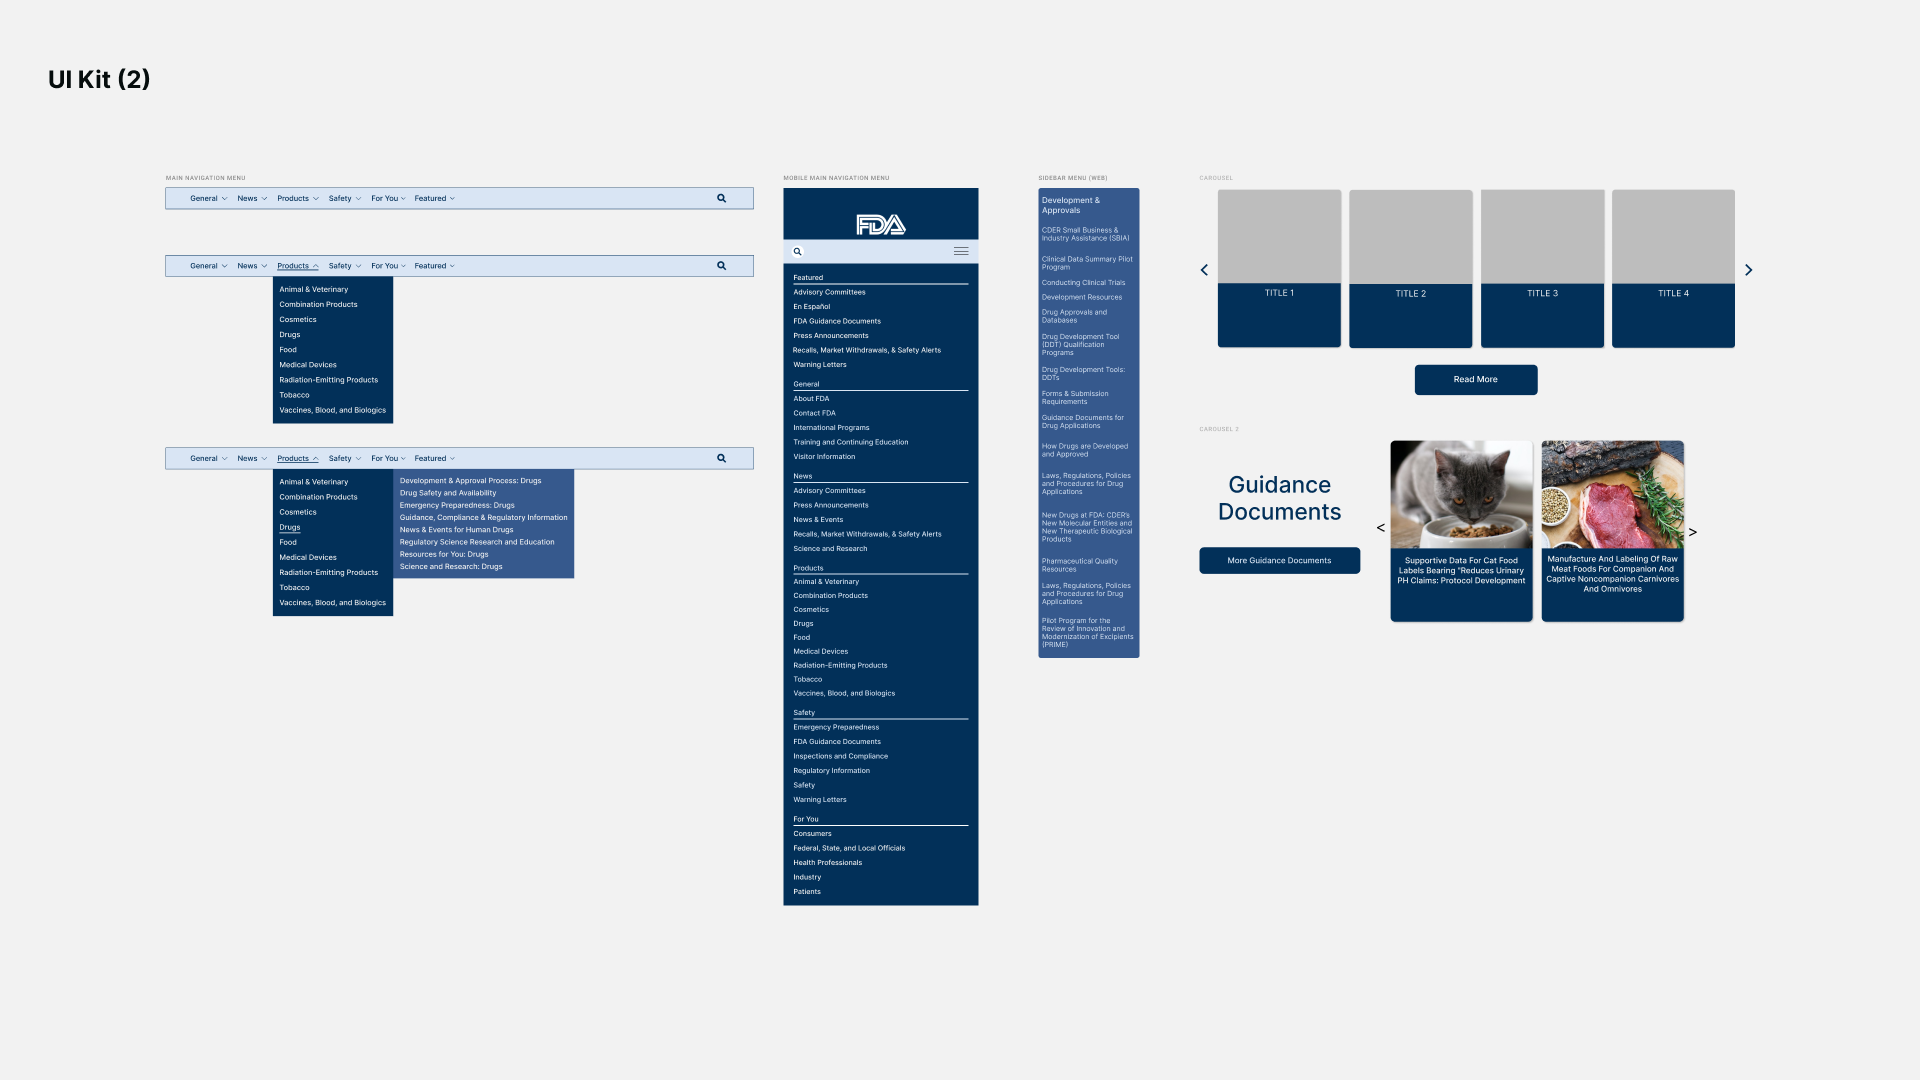 UI Kit (2)
MAIN NAVIGATION MENU
General News Products Safety For You Featured
General News Products Safety For You Featured
Animal & Veterinary
Combination Products
Cosmetics
Drugs
Food
Medical Devices
Radiation-Emitting Products
Tobacco
Vaccines, Blood, and Biologics
General News Products Safety For You Featured
Animal & Veterinary
Combination Products
Cosmetics
Drugs
Food
Medical Devices
Radiation-Emitting Products
Tobacco
Vaccines, Blood, and Biologics
Development & Approval Process: Drugs
Drug Safety and Availability
Emergency Preparedness: Drugs
Guidance, Compliance & Regulatory Information
News & Events for Human Drugs
Regulatory Science Research and Education
Resources for You: Drugs
Science and Research: Drugs
MOBILE MAIN NAVIGATION MENU
FDA
Featured
Advisory Committees
En Español
FDA Guidance Documents
Press Announcements
Recalls, Market Withdrawals, & Safety Alerts
Warning Letters
General
About FDA
Contact FDA
International Programs
Training and Continuing Education
Visitor Information
News
Advisory Committees
Press Announcements
News & Events
Recalls, Market Withdrawals, & Safety Alerts
Science and Research
Products
Animal & Veterinary
Combination Products
Cosmetics
Drugs
Food
Medical Devices
Radiation-Emitting Products
Tobacco
Vaccines, Blood, and Biologics
Safety
Emergency Preparedness
FDA Guidance Documents
Inspections and Compliance
Regulatory Information
Safety
Warning Letters
For You
Consumers
Federal, State, and Local Officials
Health Professionals
Industry
Patients
SIDEBAR MENU (WEB)
Development &
Approvals
CDER Small Business &
Industry Assistance (SBIA)
Clinical Data Summary Pilot
Program
Conducting Clinical Trials
Development Resources
Drug Approvals and
Databases
Drug Development Tool
(DDT) Qualification
Programs
Drug Development Tools:
DDTs
Forms & Submission
Requirements
Guidance Documents for
Drug Applications
How Drugs are Developed
and Approved
Laws, Regulations, Policies
and Procedures for Drug
Applications
New Drugs at FDA: CDER's
New Molecular Entities and
New Therapeutic Biological
Products
Pharmaceutical Quality
Resources
Laws, Regulations, Policies
and Procedures for Drug
Applications
Pilot Program for the
Review of Innovation and
Modernization of Excipients
(PRIME)
CAROUSEL
TITLE 1
TITLE 2
TITLE 3
TITLE 4
Read More
CAROUSEL 2
Guidance
Documents
More Guidance Documents
<
Supportive Data For Cat Food
Labels Bearing "Reduces Urinary
PH Claims: Protocol Development
Manufacture And Labeling Of Raw
Meat Foods For Companion And
Captive Noncompanion Carnivores
And Omnivores
>